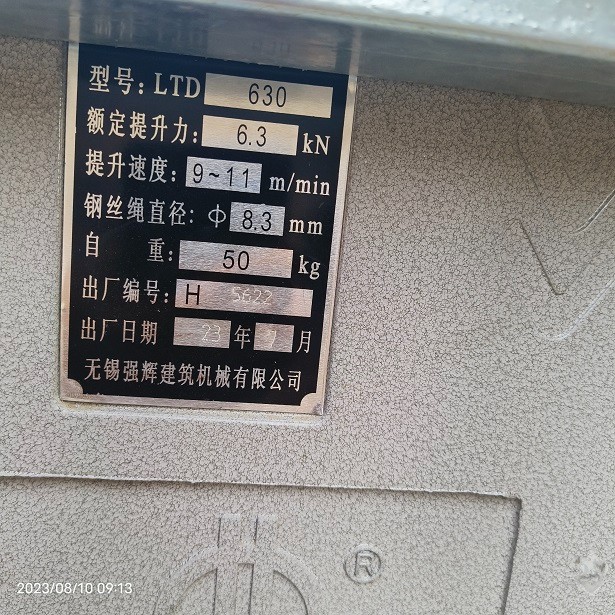 型号: LTD 630
额定提升力: 6.3 kN
提升速度: 9~11 m/min
钢丝绳直径: Φ 8.3 mm
自 重: 50 kg
出厂编号: H 5622
出厂日期 23 年 7 月
无锡强辉建筑机械有限公司
®
2023/08/10 09:13